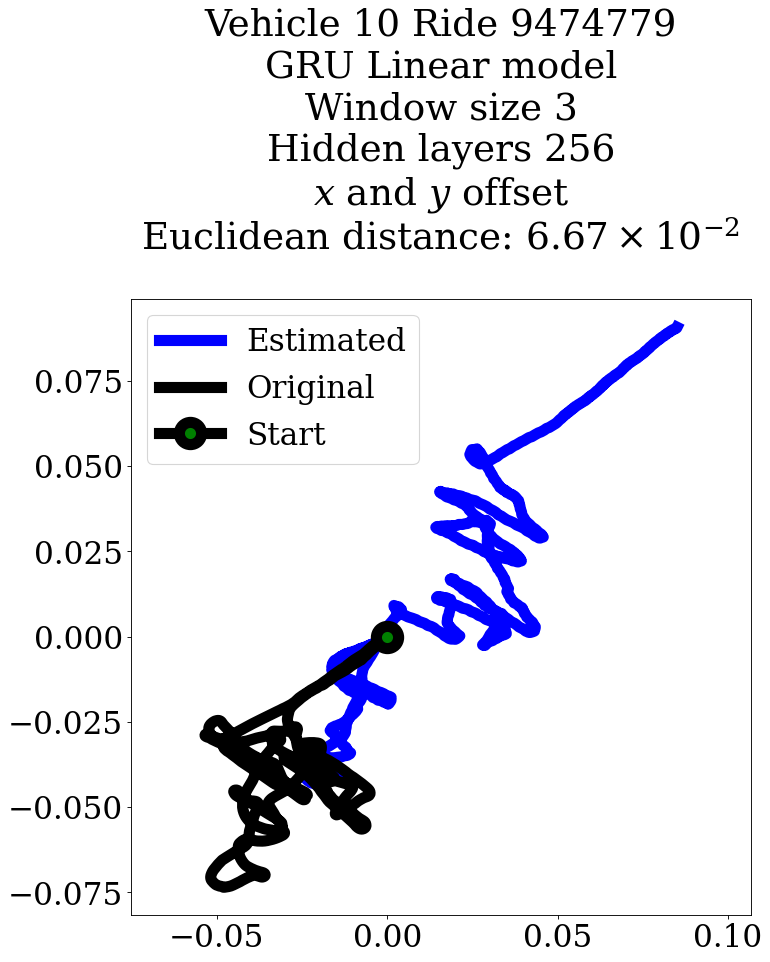 Vehicle 10 Ride 9474779
GRU Linear model
Window size 3
Hidden layers 256
x and y offset
Euclidean distance: 6.67 × 10⁻²
Estimated
Original
Start
0.075
0.050
0.025
0.000
−0.025
−0.050
−0.075
−0.05 0.00 0.05 0.10